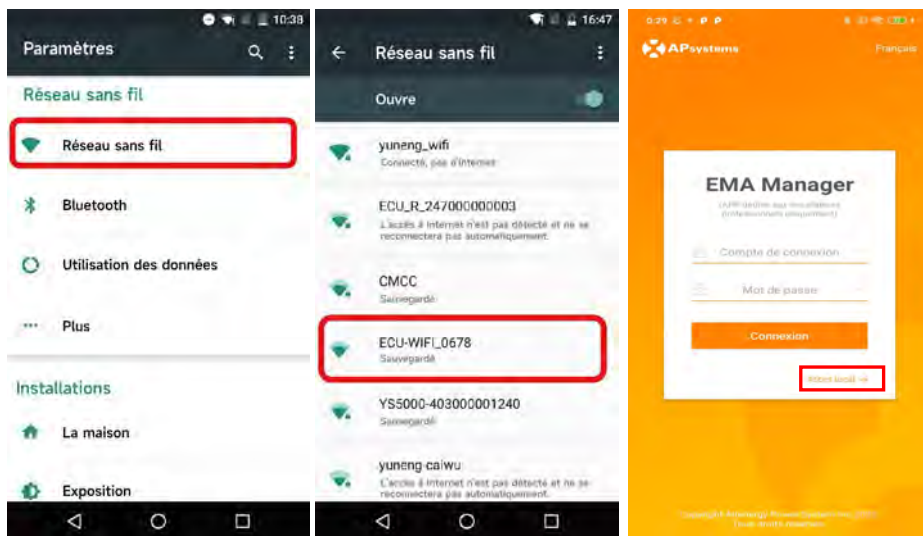 10:38
Paramètres
Réseau sans fil
Réseau sans fil
Bluetooth
Utilisation des données
Plus
Installations
La maison
Exposition
16:47
Réseau sans fil
Ouvre
yuneng_wifi
Connecté, pas d'internet
ECU_R_247000000003
L'accès à Internet n'est pas détecté et ne se
reconnectera pas automatiquement.
CMCC
Sauvegardé
ECU-WIFI_0678
Sauvegardé
YS5000-403000001240
Sauvegardé
yuneng-caiwu
L'accès à Internet n'est pas détecté et ne se
reconnectera pas automatiquement.
APsystems
Français
EMA Manager
Compte de connexion
Mot de passe
Connexion